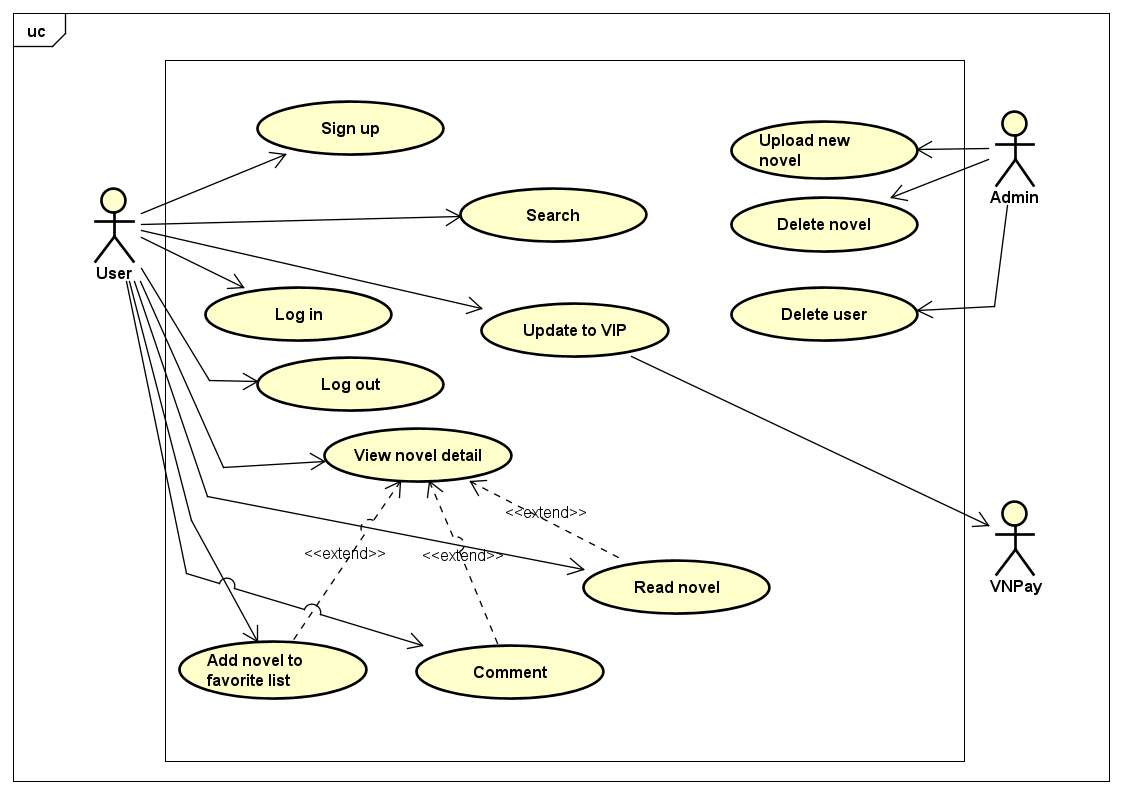 uc
Sign up
Upload new
novel
Admin
Search
Delete novel
User
Log in
Update to VIP
Delete user
Log out
View novel detail
<<extend>>
<<extend>>
<<extend>>
Read novel
VNPay
Add novel to
favorite list
Comment